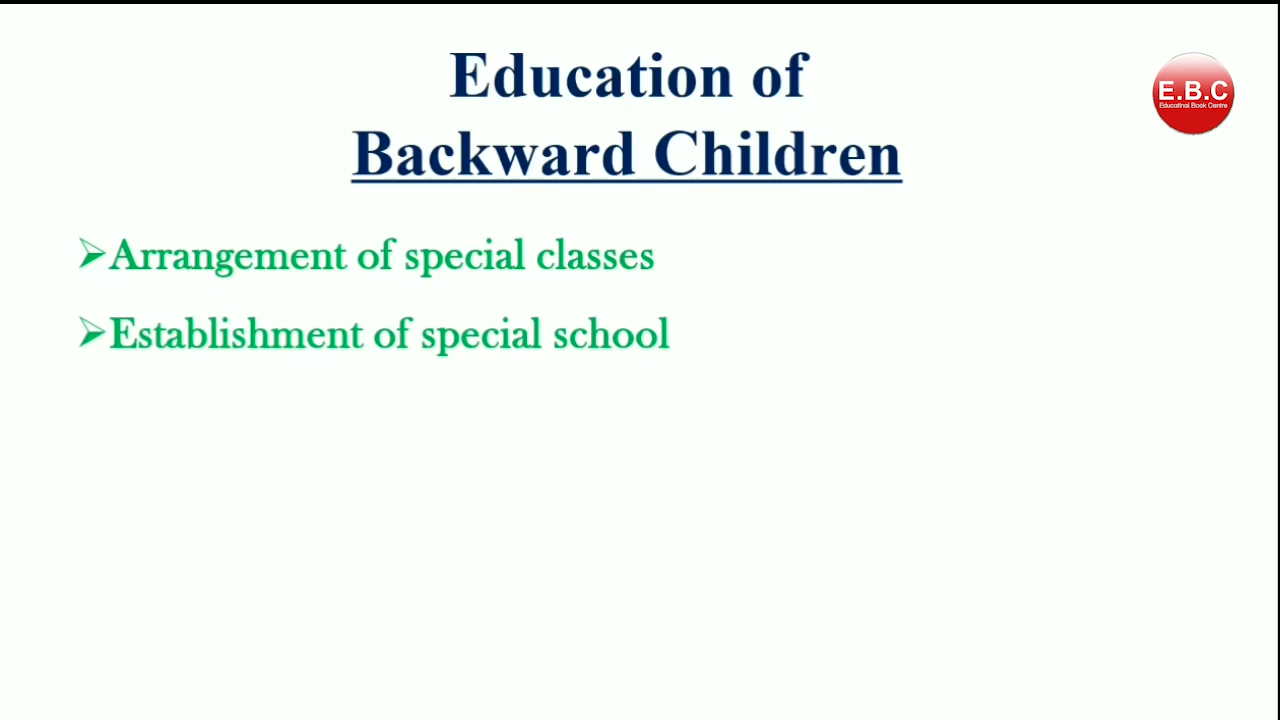 Education of
Backward Children
E.B.C
Educatinal Book Centre
➢Arrangement of special classes
➢Establishment of special school